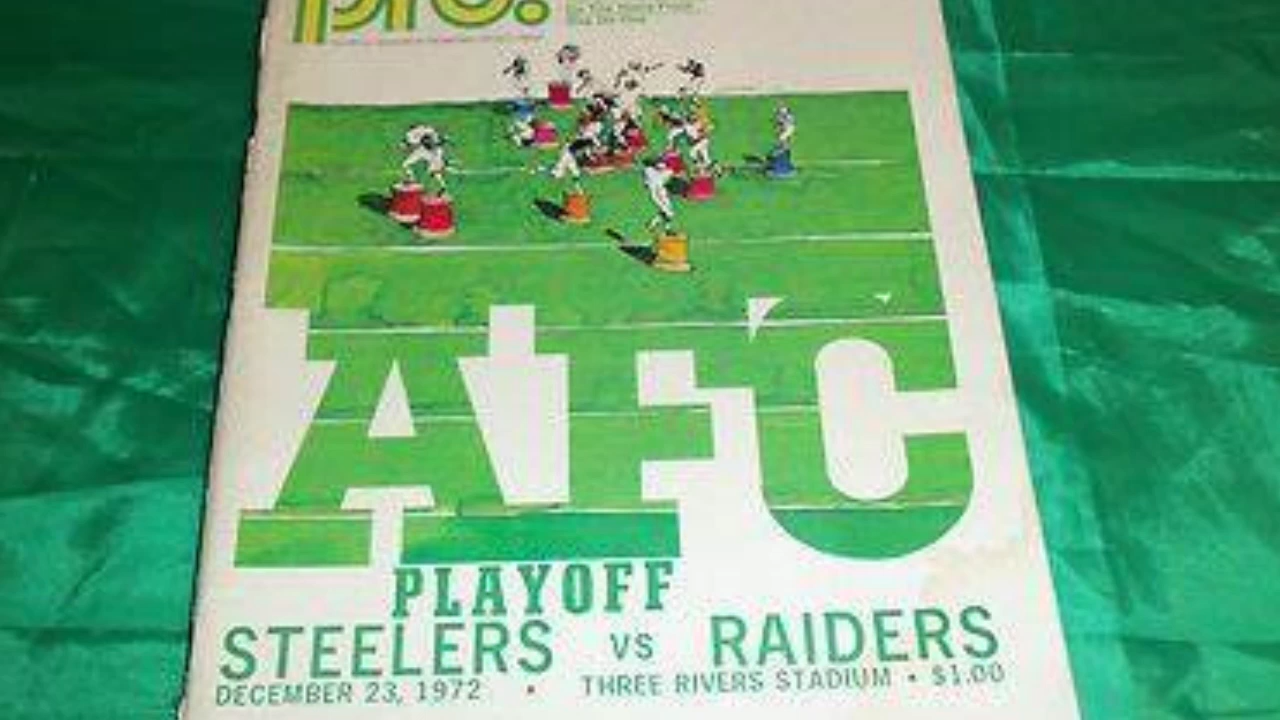 pro!
AFC
PLAYOFF
STEELERS VS RAIDERS
DECEMBER 23, 1972 • THREE RIVERS STADIUM • $1.00